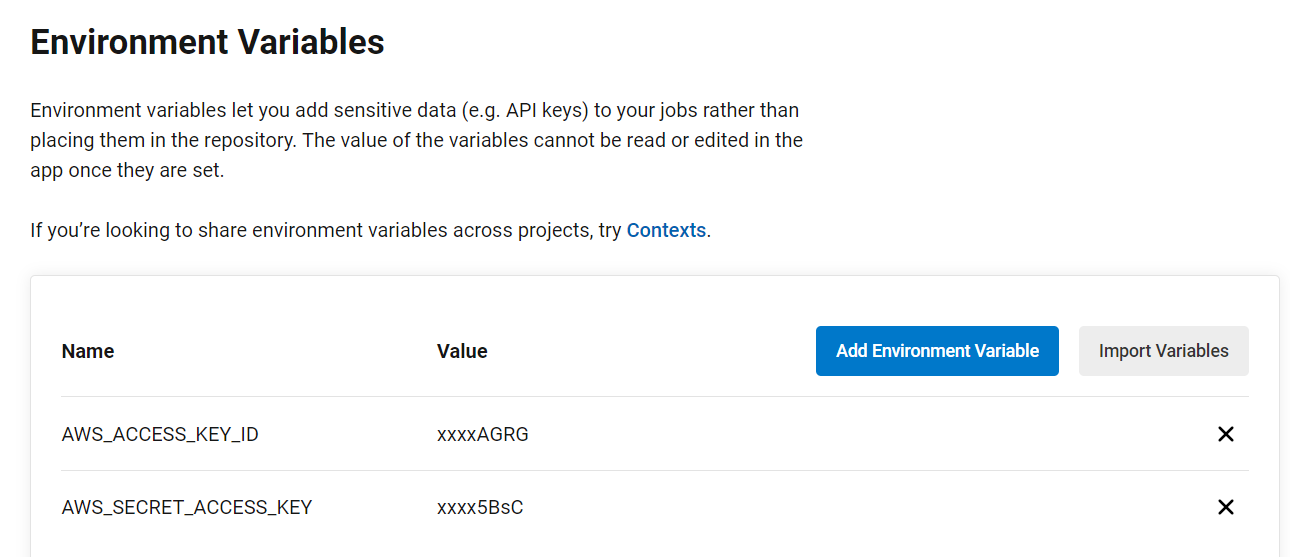 Environment Variables
Environment variables let you add sensitive data (e.g. API keys) to your jobs rather than
placing them in the repository. The value of the variables cannot be read or edited in the
app once they are set.
If you’re looking to share environment variables across projects, try Contexts.
Name Value Add Environment Variable Import Variables
AWS_ACCESS_KEY_ID xxxxAGRG
AWS_SECRET_ACCESS_KEY xxxx5BsC